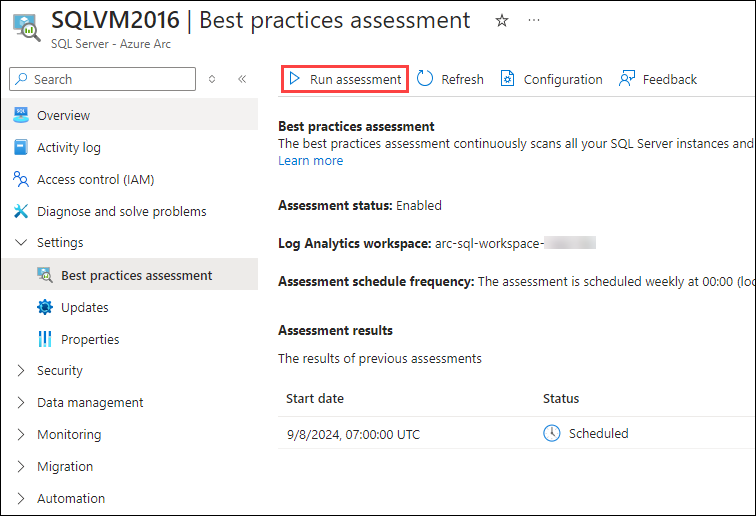 SQLVM2016 | Best practices assessment
SQL Server - Azure Arc
Search
Run assessment
Refresh
Configuration
Feedback
Overview
Activity log
Access control (IAM)
Diagnose and solve problems
Settings
Best practices assessment
Updates
Properties
Security
Data management
Monitoring
Migration
Automation
Best practices assessment
The best practices assessment continuously scans all your SQL Server instances and
Learn more
Assessment status: Enabled
Log Analytics workspace: arc-sql-workspace-
Assessment schedule frequency: The assessment is scheduled weekly at 00:00 (loc
Assessment results
The results of previous assessments
Start date Status
9/8/2024, 07:00:00 UTC Scheduled